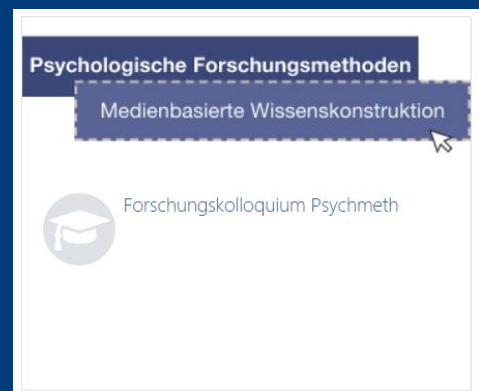 Psychologische Forschungsmethoden
Medienbasierte Wissenskonstruktion
Forschungskolloquium Psychmeth